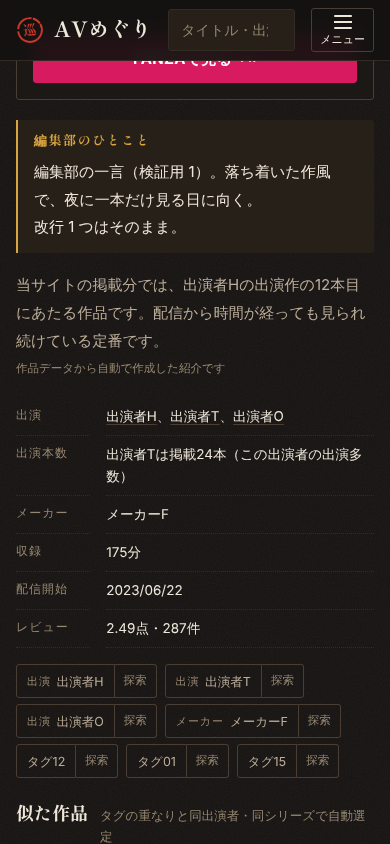 巡 AVめぐり タイトル・出 メニュー
編集部のひとこと
編集部の一言（検証用 1）。落ち着いた作風
で、夜に一本だけ見る日に向く。
改行 1 つはそのまま。
当サイトの掲載分では、出演者Hの出演作の12本目
にあたる作品です。配信から時間が経っても見られ
続けている定番です。
作品データから自動で作成した紹介です
出演 出演者H、出演者T、出演者O
出演本数 出演者Tは掲載24本（この出演者の出演多
数）
メーカー メーカーF
収録 175分
配信開始 2023/06/22
レビュー 2.49点・287件
出演 出演者H 探索 出演 出演者T 探索
出演 出演者O 探索 メーカー メーカーF 探索
タグ12 探索 タグ01 探索 タグ15 探索
似た作品 タグの重なりと同出演者・同シリーズで自動選
定